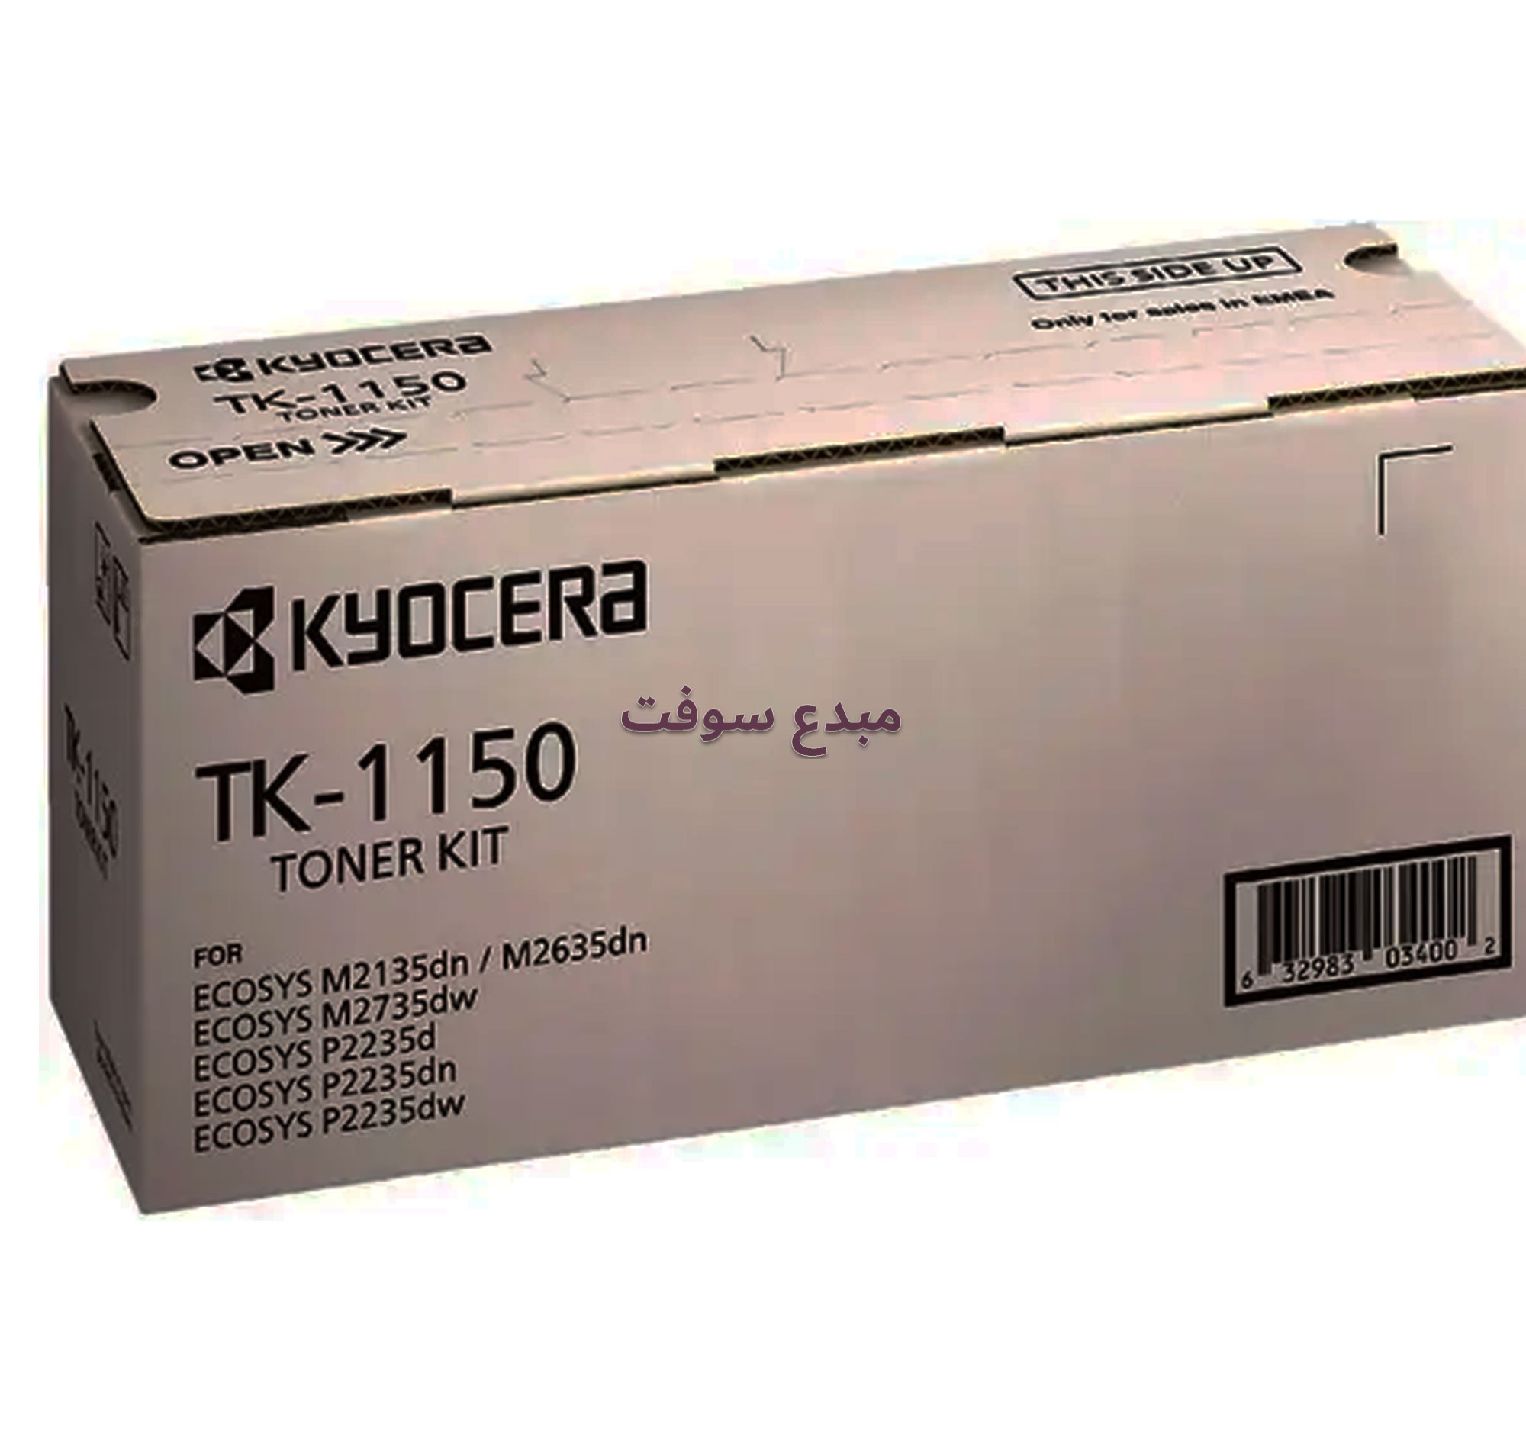 KYOCERA
TK-1150
TONER KIT
OPEN
THIS SIDE UP
Only for sales in EMEA
KYOCERA
مبدع سوفت
TK-1150
TONER KIT
FOR
ECOSYS M2135dn / M2635dn
ECOSYS M2735dw
ECOSYS P2235d
ECOSYS P2235dn
ECOSYS P2235dw
6 32983 03400 2
TK-1150
TONER KIT